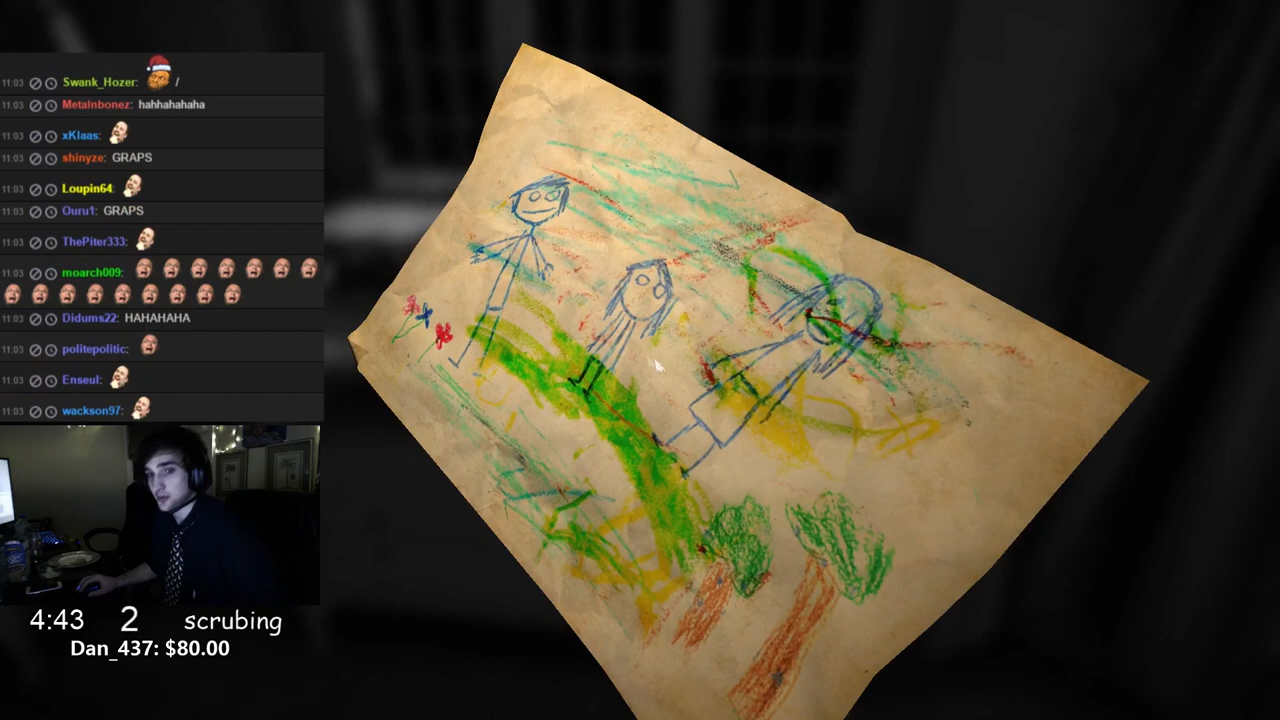 11:03 Swank_Hozer: /
11:03 MetaInbonez: hahhahahaha
11:03 xKlaas:
11:03 shinyze: GRAPS
11:03 Loupin64:
11:03 Ouru1: GRAPS
11:03 ThePiter333:
11:03 moarch009:
11:03 Didums22: HAHAHAHA
11:03 politepolitic:
11:03 Enseul:
11:03 wackson97:
4:43 2 scrubing
Dan_437: $80.00